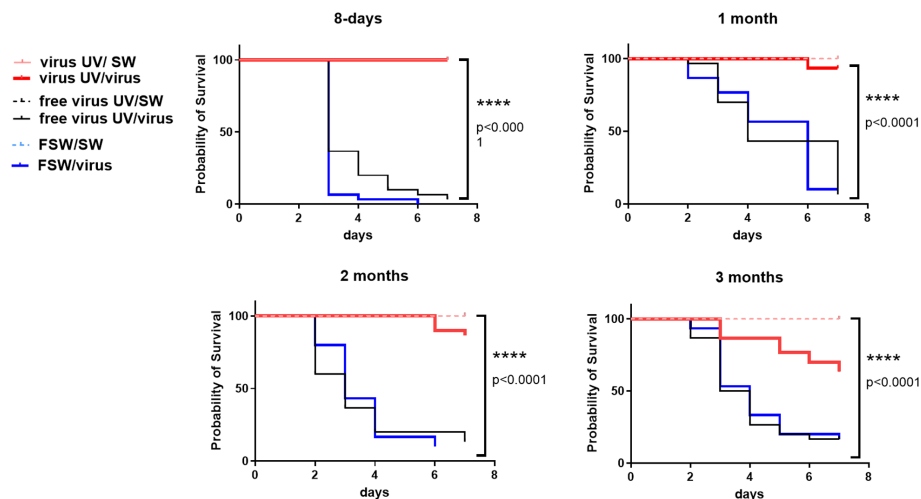 8-days
1 month
virus UV/ SW
virus UV/virus
free virus UV/SW
free virus UV/virus
FSW/SW
FSW/virus
Probability of Survival
100
50
0
0 2 4 6 8
days
****
p<0.000
1
Probability of Survival
100
50
0
0 2 4 6 8
days
****
p<0.0001
2 months
3 months
Probability of Survival
100
50
0
0 2 4 6 8
days
****
p<0.0001
Probability of Survival
100
50
0
0 2 4 6 8
days
****
p<0.0001